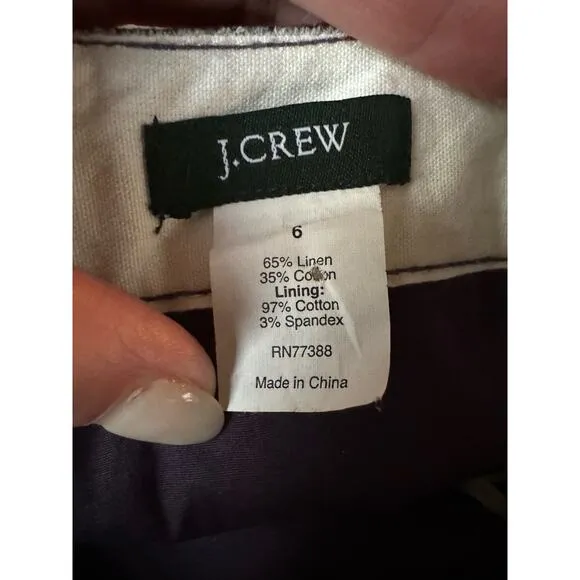 J.CREW
6
65% Linen
35% Cotton
Lining:
97% Cotton
3% Spandex
RN77388
Made in China